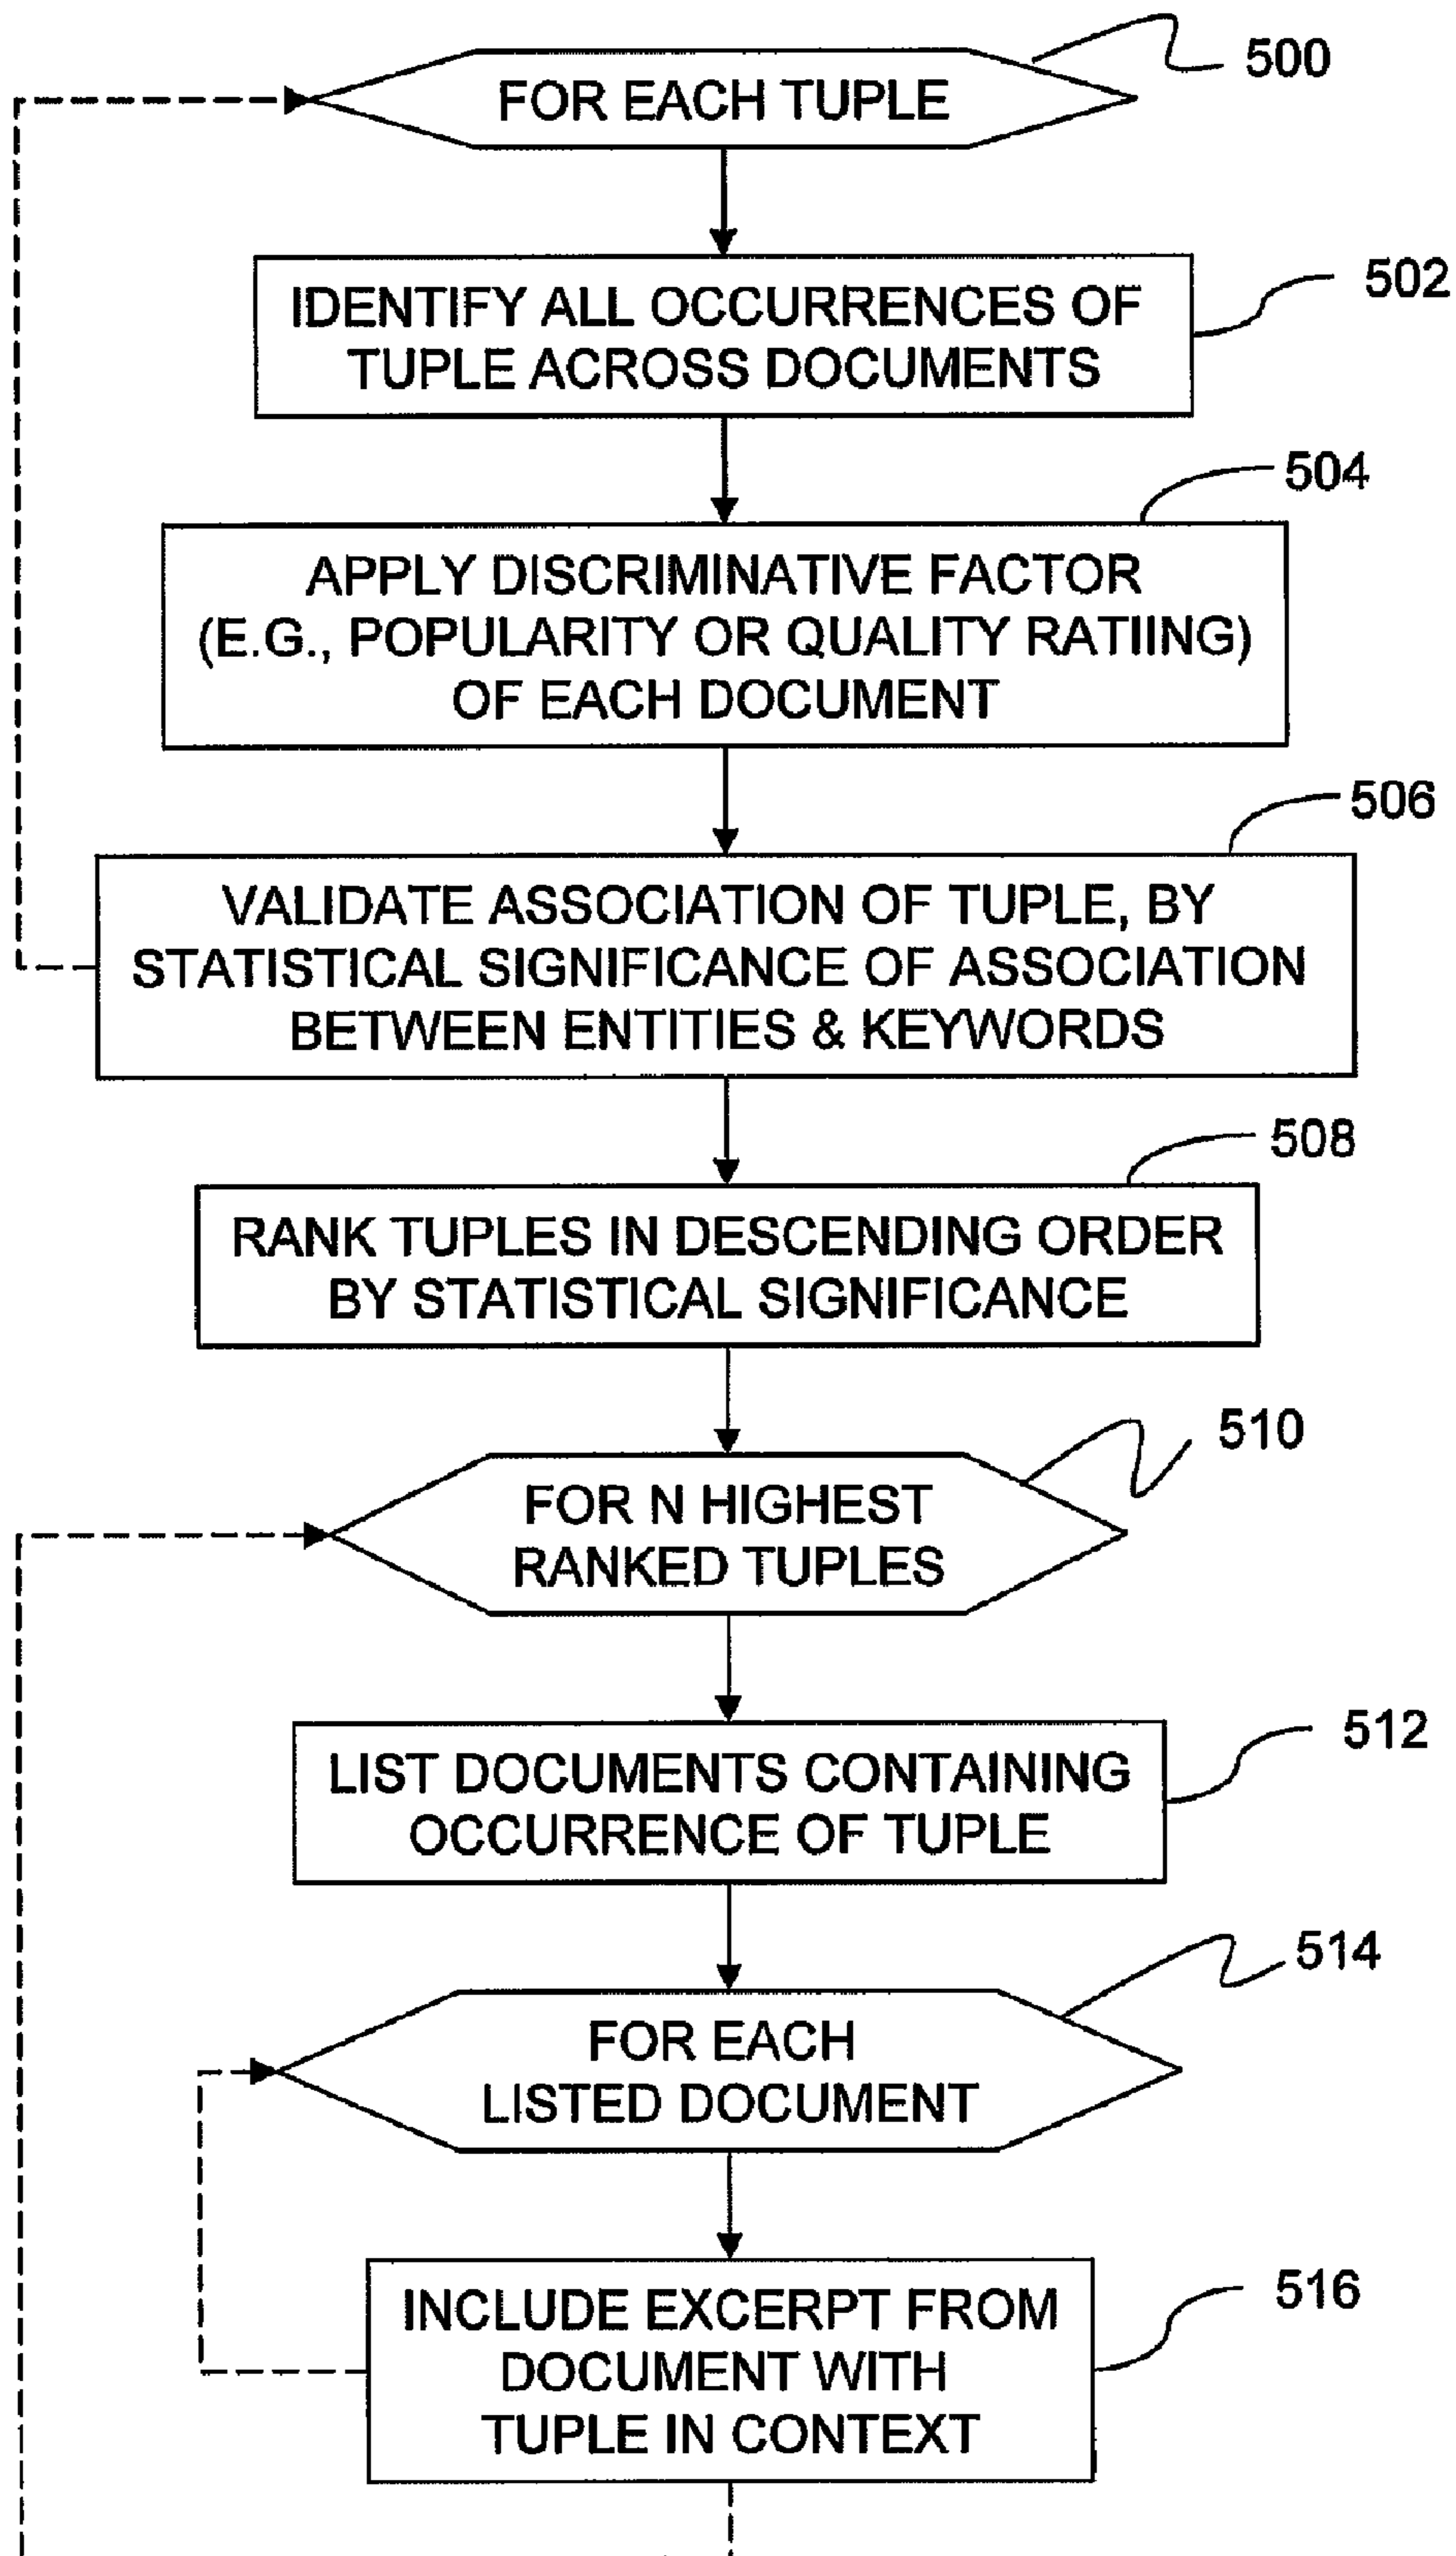 500
FOR EACH TUPLE
502
IDENTIFY ALL OCCURRENCES OF
TUPLE ACROSS DOCUMENTS
504
APPLY DISCRIMINATIVE FACTOR
(E.G., POPULARITY OR QUALITY RATIING)
OF EACH DOCUMENT
506
VALIDATE ASSOCIATION OF TUPLE, BY
STATISTICAL SIGNIFICANCE OF ASSOCIATION
BETWEEN ENTITIES & KEYWORDS
508
RANK TUPLES IN DESCENDING ORDER
BY STATISTICAL SIGNIFICANCE
510
FOR N HIGHEST
RANKED TUPLES
512
LIST DOCUMENTS CONTAINING
OCCURRENCE OF TUPLE
514
FOR EACH
LISTED DOCUMENT
516
INCLUDE EXCERPT FROM
DOCUMENT WITH
TUPLE IN CONTEXT